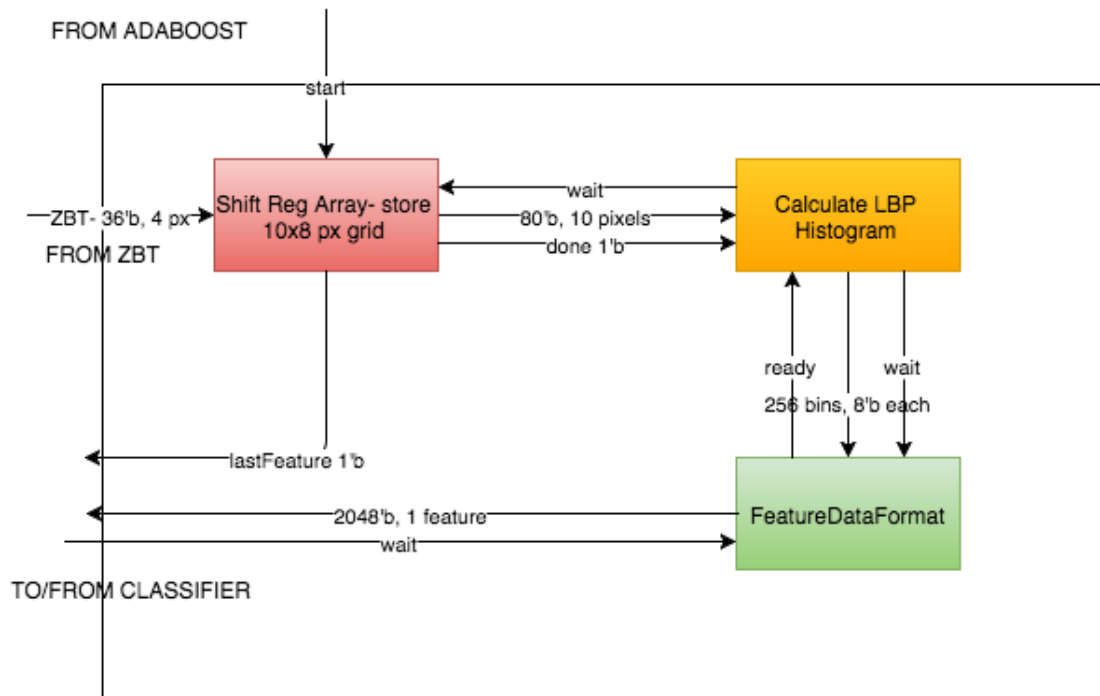 FROM ADABOOST
start
Shift Reg Array- store
10x8 px grid
ZBT- 36'b, 4 px
FROM ZBT
wait
80'b, 10 pixels
done 1'b
Calculate LBP
Histogram
ready
wait
256 bins, 8'b each
lastFeature 1'b
2048'b, 1 feature
wait
FeatureDataFormat
TO/FROM CLASSIFIER